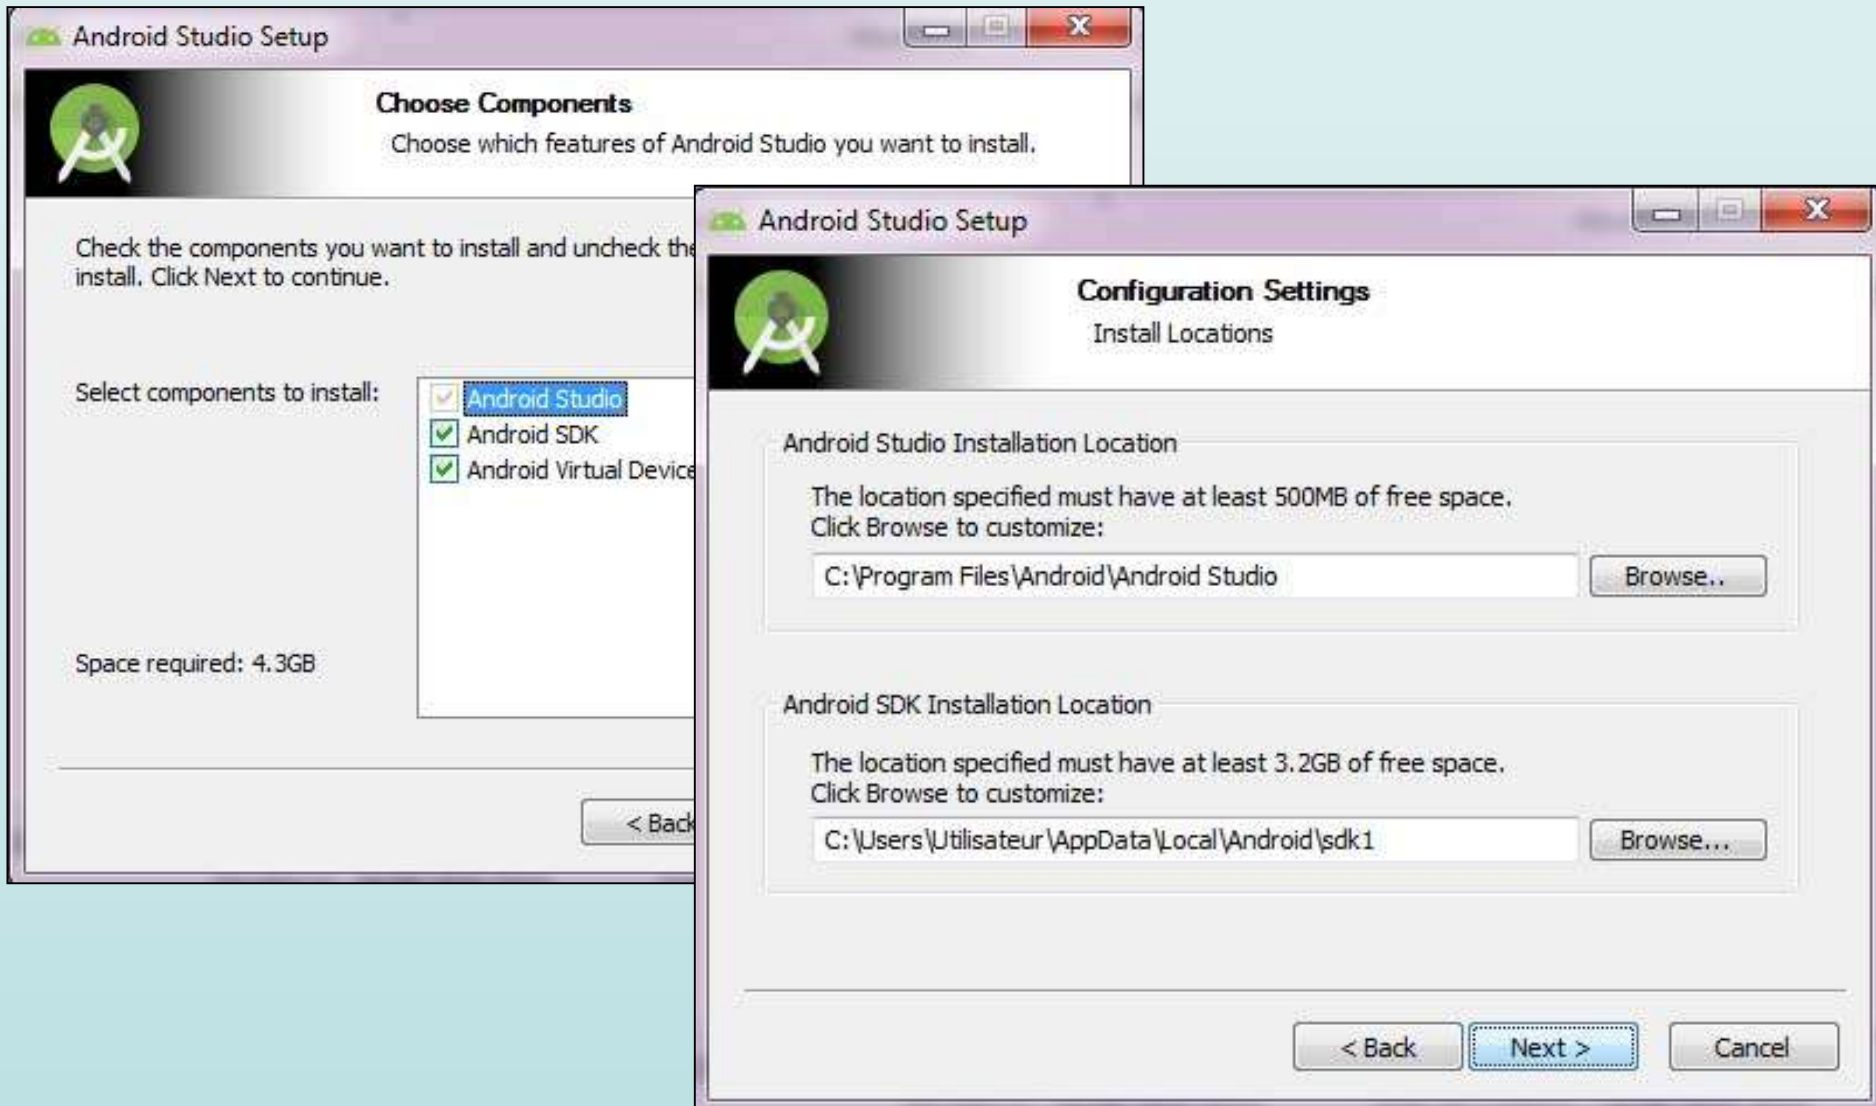 Android Studio Setup
Choose Components
Choose which features of Android Studio you want to install.
Check the components you want to install and uncheck the
install. Click Next to continue.
Select components to install:
Android Studio
Android SDK
Android Virtual Device
Space required: 4.3GB
< Back
Android Studio Setup
Configuration Settings
Install Locations
Android Studio Installation Location
The location specified must have at least 500MB of free space.
Click Browse to customize:
C:\Program Files\Android\Android Studio
Browse..
Android SDK Installation Location
The location specified must have at least 3.2GB of free space.
Click Browse to customize:
C:\Users\Utilisateur\AppData\Local\Android\sdk1
Browse...
< Back
Next >
Cancel